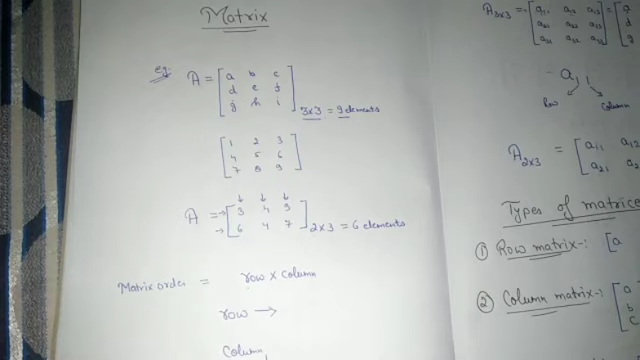 Matrix
eg:
A = [ a b c
d e f
g h i ] 3x3 = 9 elements
[ 1 2 3
4 5 6
7 8 9 ]
↓ ↓ ↓
A = → [ 3 4 9
→ 6 4 7 ] 2x3 = 6 elements
Matrix order = row x column
row →
Column
A3x3 = [ a11 a12 a13
a21 a22 a23
a31 a32 a33 ] =
a11
Row Column
A2x3 = [ a11 a12
a21 a22
Types of matrice
① Row matrix-: [a
② Column matrix-: [ a
b
c